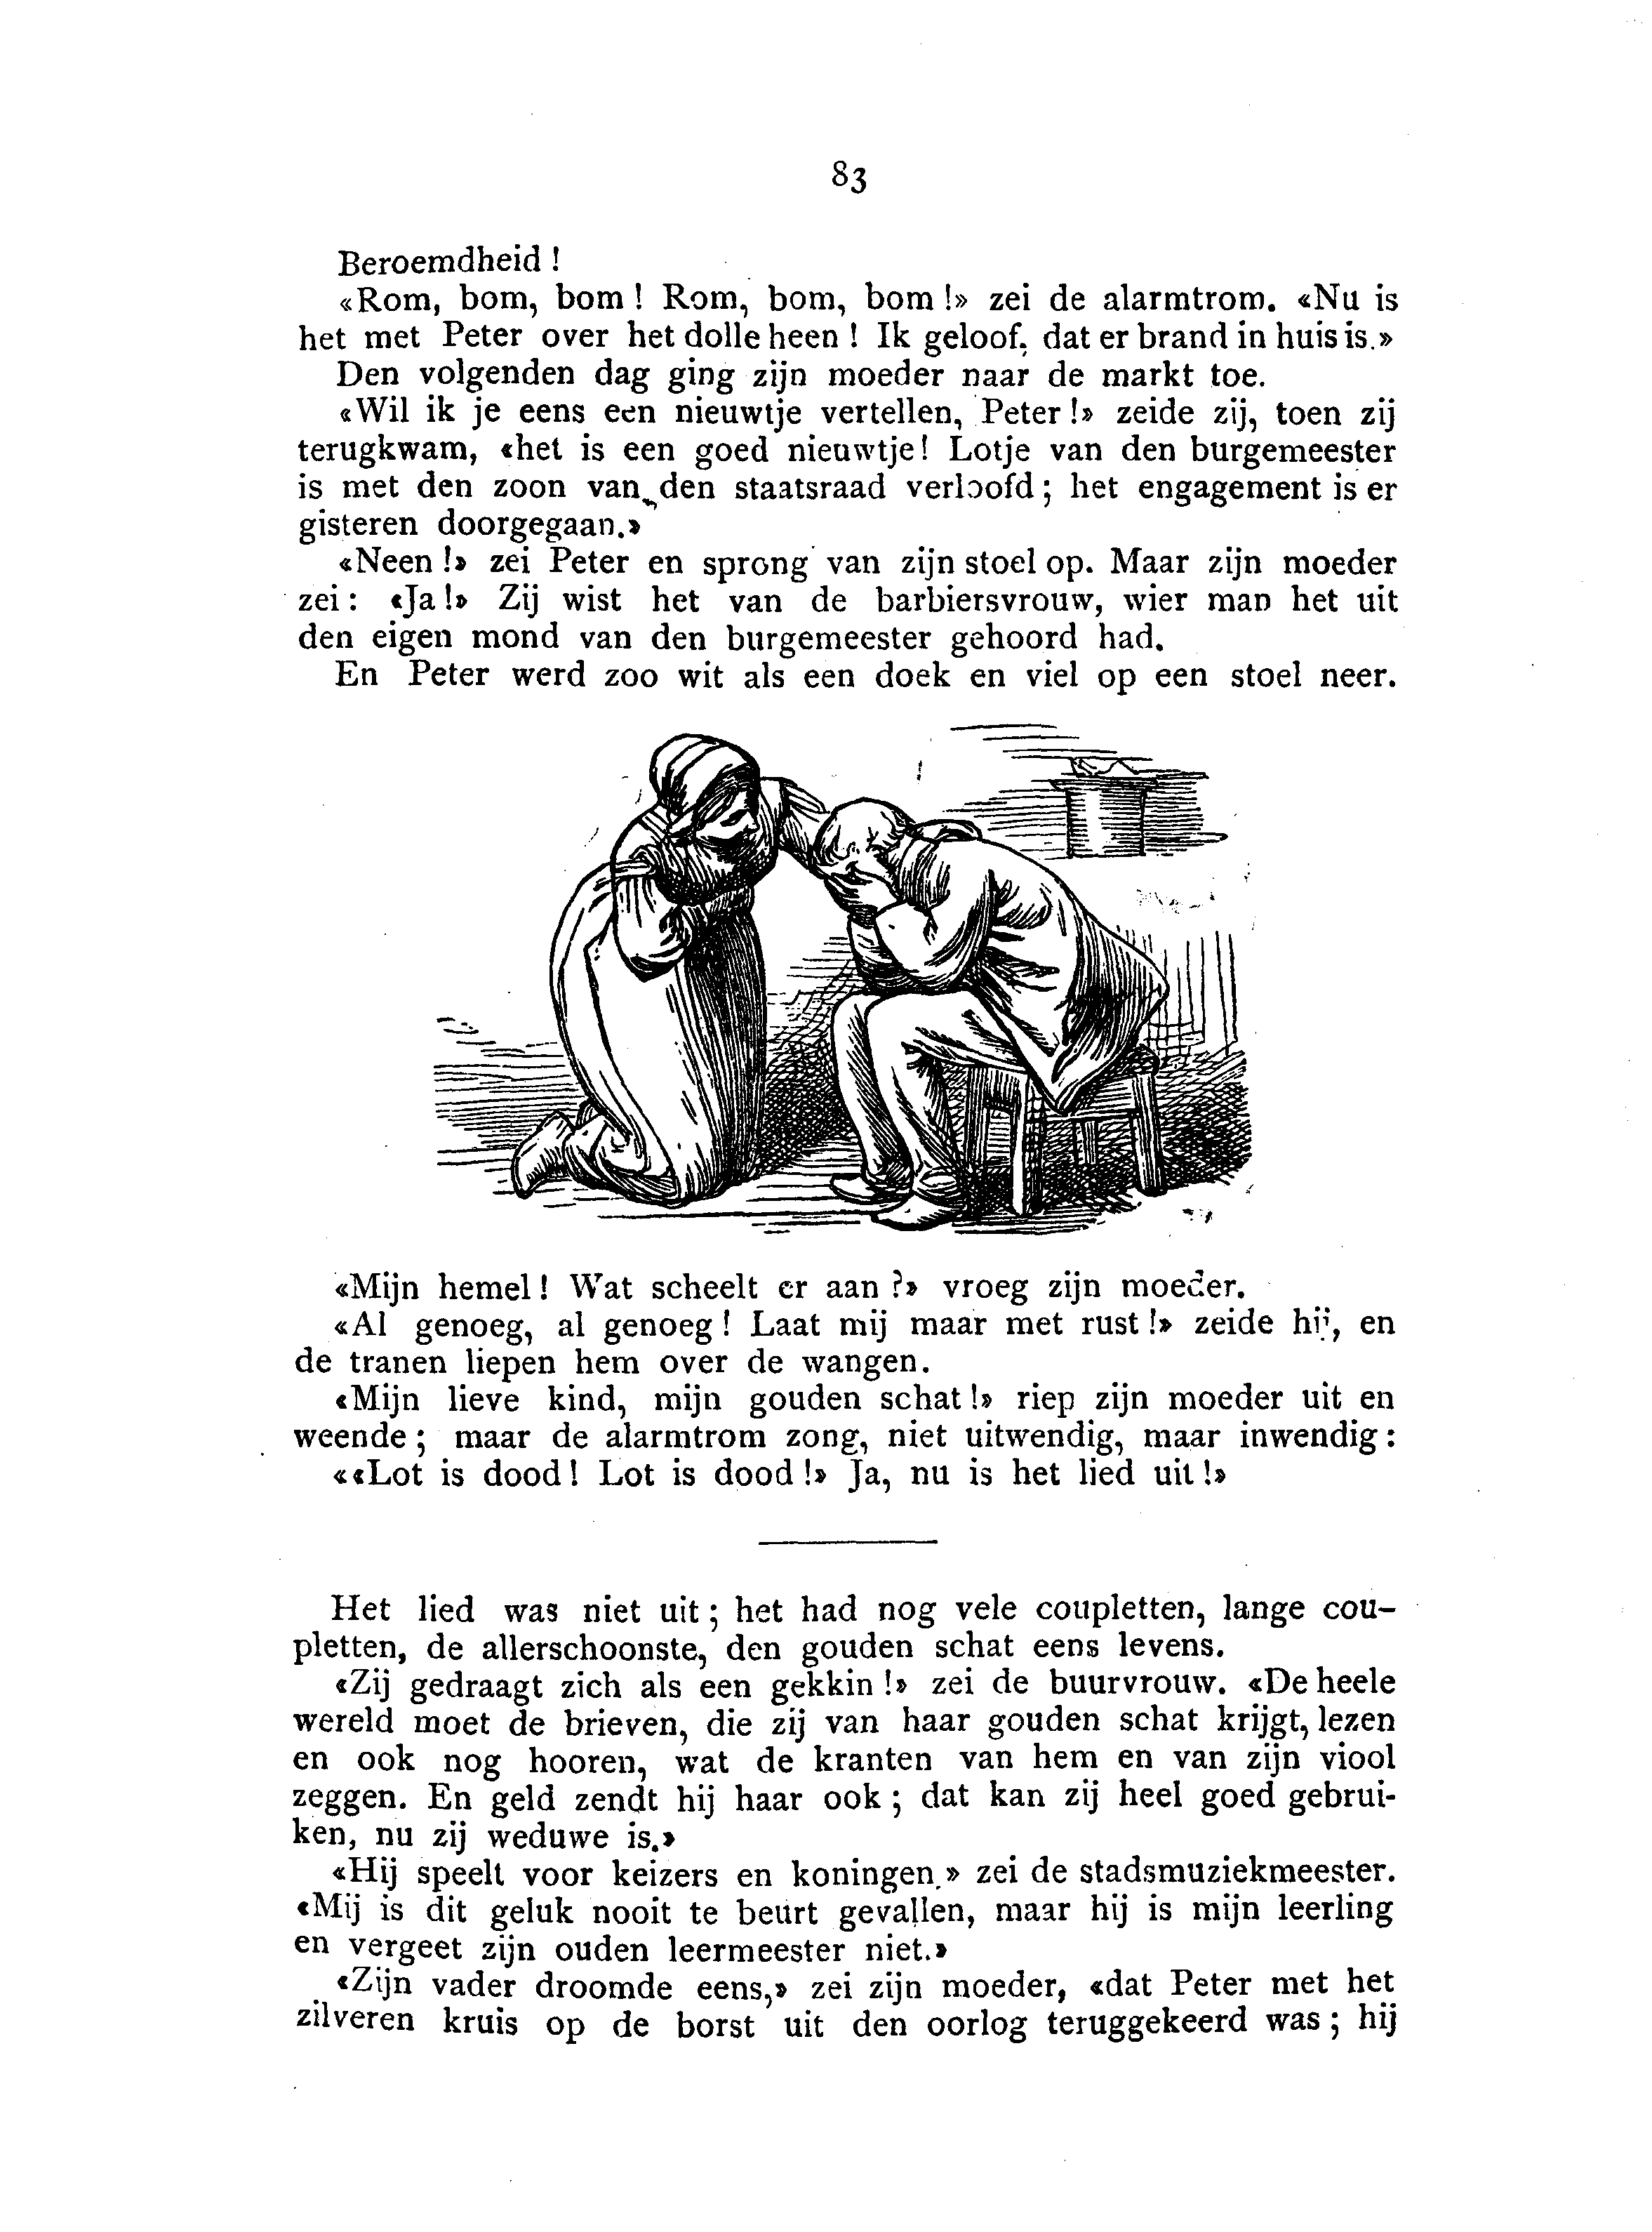 83
Beroemdheid !
«Rom, bom, bom ! Rom, bom, bom !» zei de alarmtrom. «Nu is
het met Peter over het dolle heen ! Ik geloof, dat er brand in huis is.»
Den volgenden dag ging zijn moeder naar de markt toe.
«Wil ik je eens een nieuwtje vertellen, Peter !» zeide zij, toen zij
terugkwam, «het is een goed nieuwtje! Lotje van den burgemeester
is met den zoon van den staatsraad verloofd ; het engagement is er
gisteren doorgegaan.»
«Neen !» zei Peter en sprong van zijn stoel op. Maar zijn moeder
zei : «Ja !» Zij wist het van de barbiersvrouw, wier man het uit
den eigen mond van den burgemeester gehoord had.
En Peter werd zoo wit als een doek en viel op een stoel neer.
«Mijn hemel ! Wat scheelt er aan ?» vroeg zijn moeder.
«Al genoeg, al genoeg ! Laat mij maar met rust !» zeide hij, en
de tranen liepen hem over de wangen.
«Mijn lieve kind, mijn gouden schat !» riep zijn moeder uit en
weende ; maar de alarmtrom zong, niet uitwendig, maar inwendig :
««Lot is dood ! Lot is dood !» Ja, nu is het lied uit !»
Het lied was niet uit ; het had nog vele coupletten, lange cou-
pletten, de allerschoonste, den gouden schat eens levens.
«Zij gedraagt zich als een gekkin !» zei de buurvrouw. «De heele
wereld moet de brieven, die zij van haar gouden schat krijgt, lezen
en ook nog hooren, wat de kranten van hem en van zijn viool
zeggen. En geld zendt hij haar ook ; dat kan zij heel goed gebrui-
ken, nu zij weduwe is.»
«Hij speelt voor keizers en koningen,» zei de stadsmuziekmeester.
«Mij is dit geluk nooit te beurt gevallen, maar hij is mijn leerling
en vergeet zijn ouden leermeester niet.»
«Zijn vader droomde eens,» zei zijn moeder, «dat Peter met het
zilveren kruis op de borst uit den oorlog teruggekeerd was ; hij